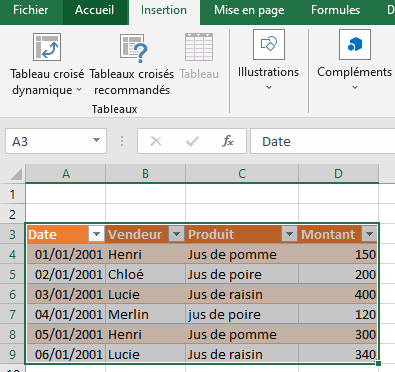 Fichier Accueil Insertion Mise en page Formules D
Tableau croisé dynamique
Tableaux croisés recommandés
Tableau
Illustrations
Compléments
Tableaux
A3 fx Date
A B C D
1
2
3 Date Vendeur Produit Montant
4 01/01/2001 Henri Jus de pomme 150
5 02/01/2001 Chloé Jus de poire 200
6 03/01/2001 Lucie Jus de raisin 400
7 04/01/2001 Merlin jus de poire 120
8 05/01/2001 Henri Jus de pomme 300
9 06/01/2001 Lucie Jus de raisin 340